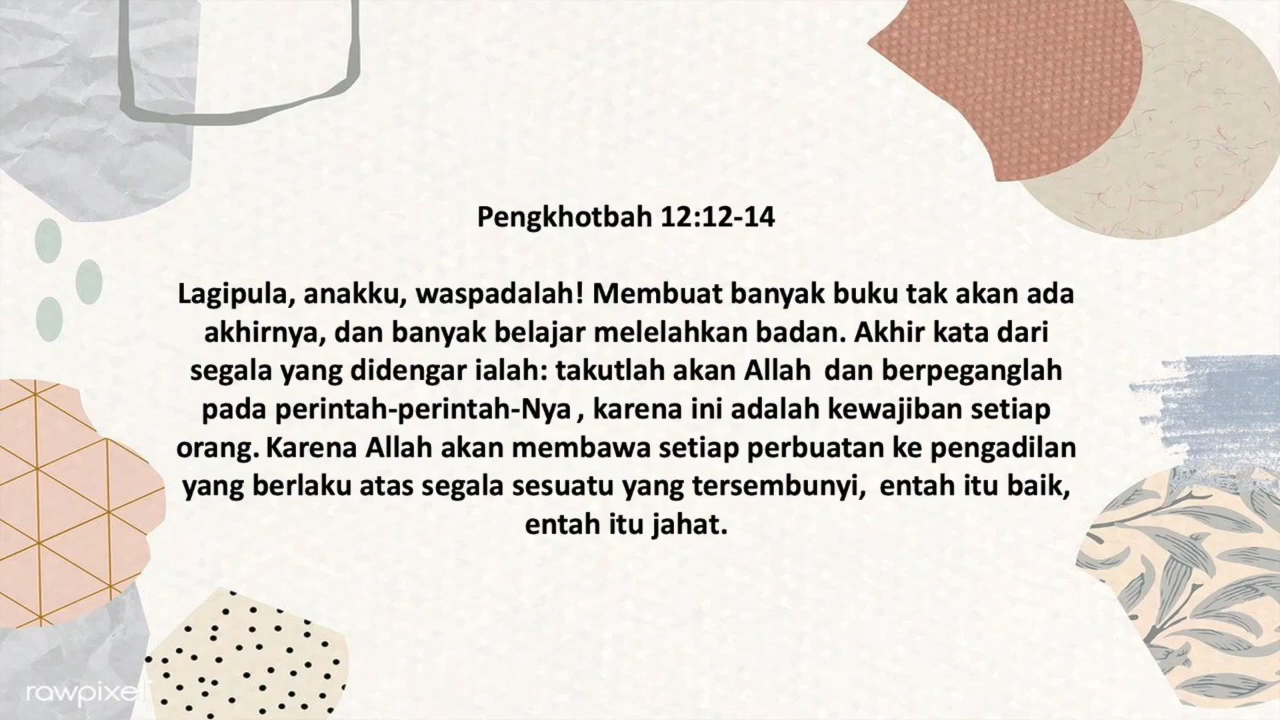 Pengkhotbah 12:12-14
Lagipula, anakku, waspadalah! Membuat banyak buku tak akan ada
akhirnya, dan banyak belajar melelahkan badan. Akhir kata dari
segala yang didengar ialah: takutlah akan Allah dan berpeganglah
pada perintah-perintah-Nya , karena ini adalah kewajiban setiap
orang. Karena Allah akan membawa setiap perbuatan ke pengadilan
yang berlaku atas segala sesuatu yang tersembunyi, entah itu baik,
entah itu jahat.
rawpixel